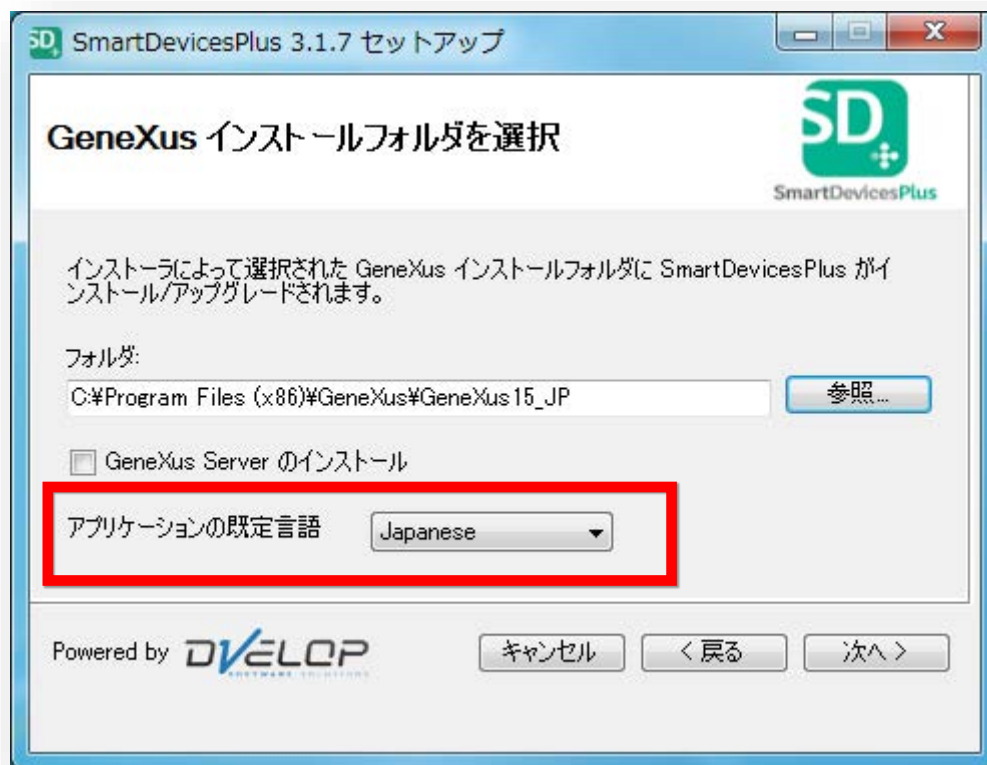 SmartDevicesPlus 3.1.7 セットアップ
GeneXus インストールフォルダを選択
SD
SmartDevicesPlus
インストーラによって選択された GeneXus インストールフォルダに SmartDevicesPlus がイ
ンストール/アップグレードされます。
フォルダ:
C:¥Program Files (x86)¥GeneXus¥GeneXus15_JP
参照...
GeneXus Server のインストール
アプリケーションの既定言語
Japanese
Powered by DVELOP
SOFTWARE SOLUTIONS
キャンセル
< 戻る
次へ >